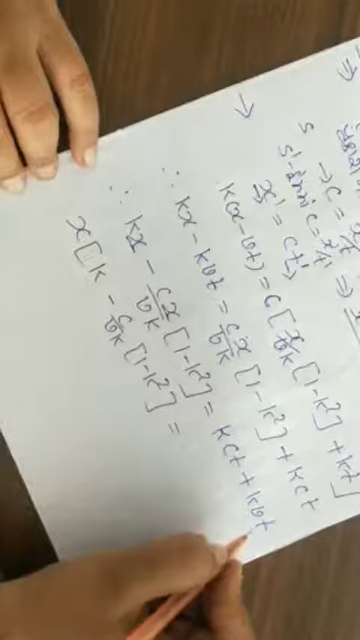 ⇒
→ c = x/t ⇒
S
S'- c = x'/t' ⇒
→ x' = ct'
k(x-vt) = c[x/vk [1-k²] + kt]
∴ kx - kvt = cx/vk [1-k²] + kct
∴ kx - cx/vk [1-k²] = kct + kvt
x[k - c/vk [1-k²]] =